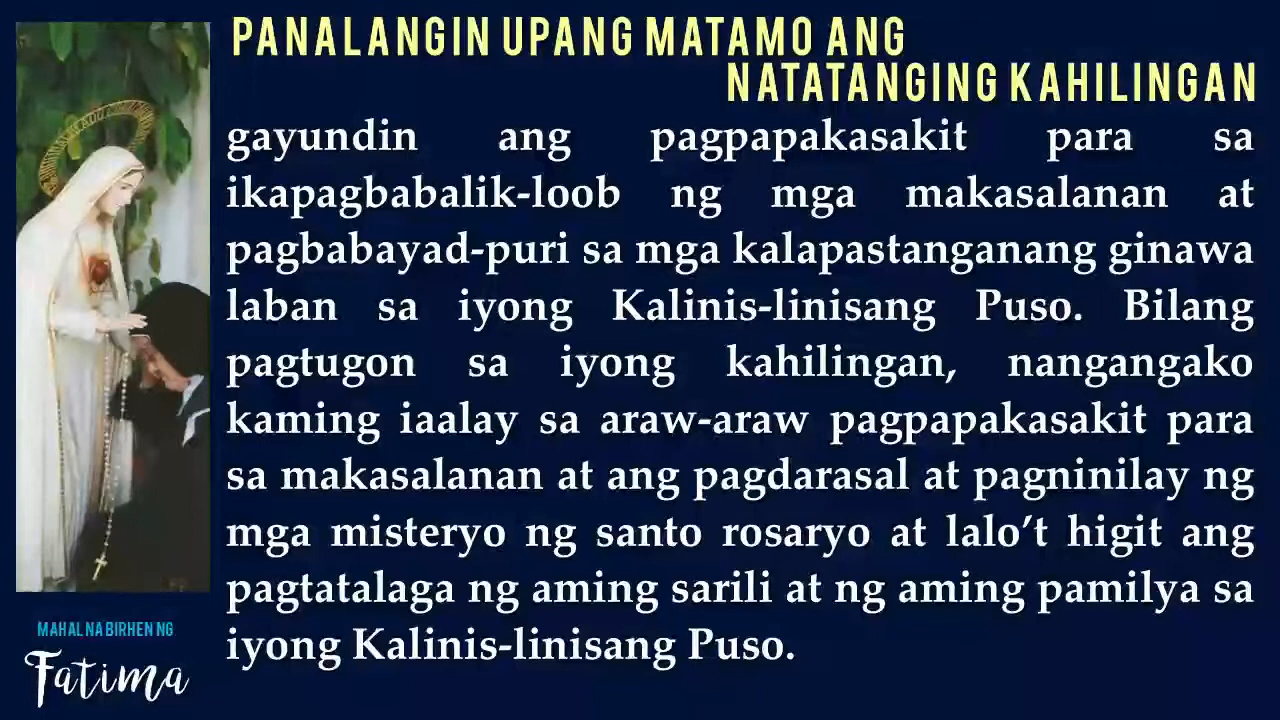 PANALANGIN UPANG MATAMO ANG
NATATANGING KAHILINGAN
gayundin ang pagpapakasakit para sa
ikapagbabalik-loob ng mga makasalanan at
pagbabayad-puri sa mga kalapastanganang ginawa
laban sa iyong Kalinis-linisang Puso. Bilang
pagtugon sa iyong kahilingan, nangangako
kaming iaalay sa araw-araw pagpapakasakit para
sa makasalanan at ang pagdarasal at pagninilay ng
mga misteryo ng santo rosaryo at lalo’t higit ang
pagtatalaga ng aming sarili at ng aming pamilya sa
iyong Kalinis-linisang Puso.
MAHAL NA BIRHEN NG
Fatima